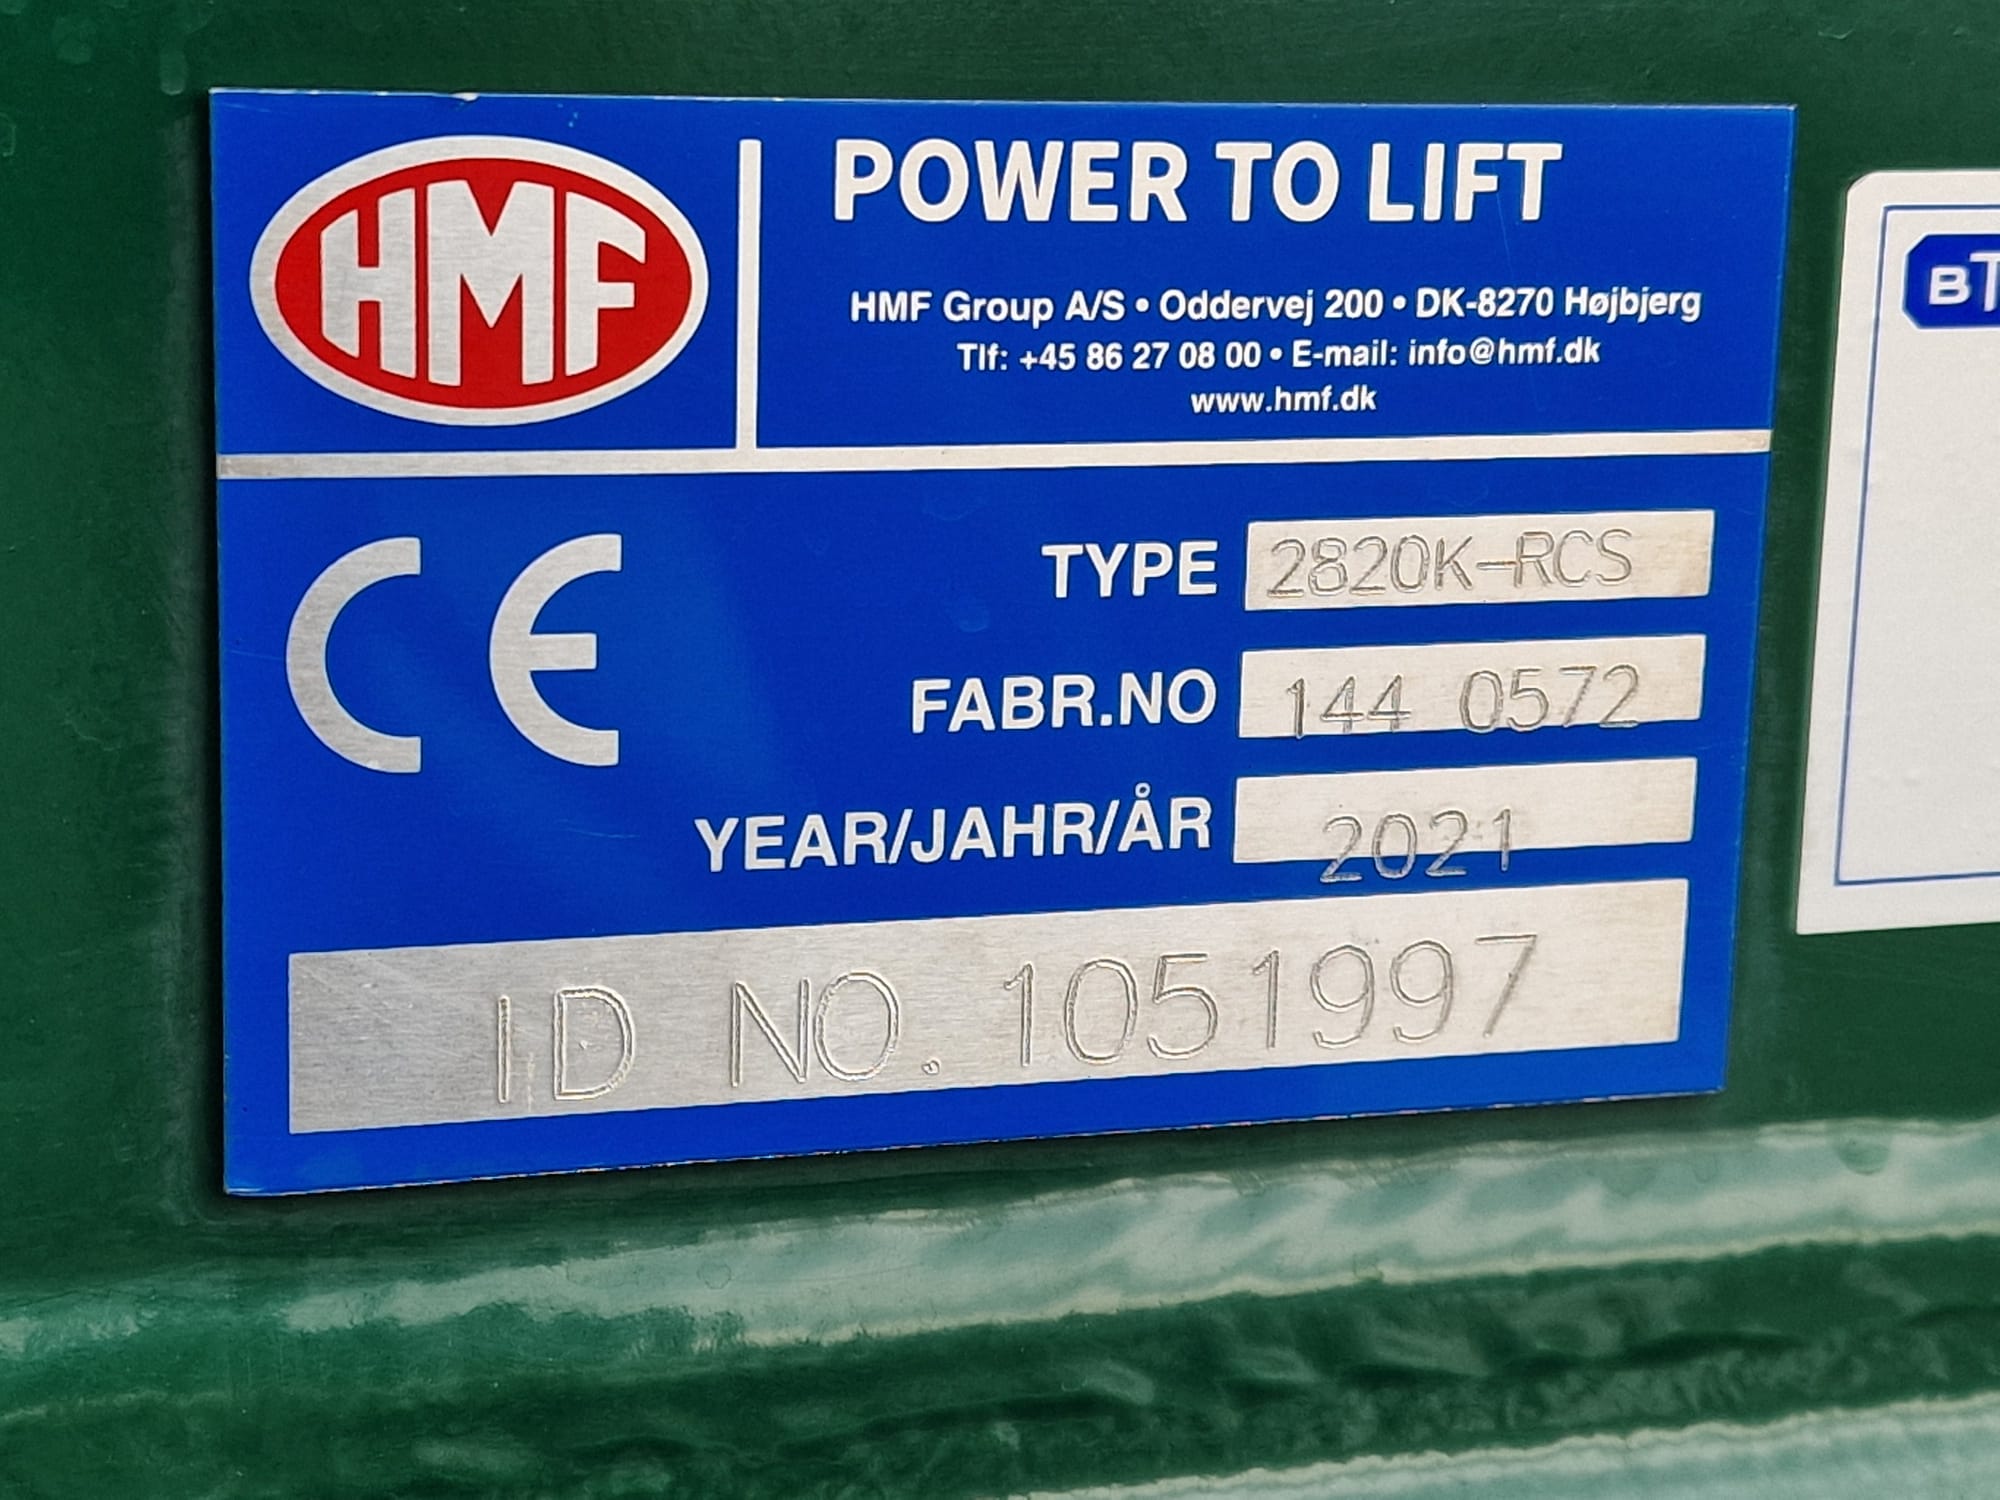 HMF
POWER TO LIFT
HMF Group A/S • Oddervej 200 • DK-8270 Højbjerg
Tlf: +45 86 27 08 00 • E-mail: info@hmf.dk
www.hmf.dk
CE
TYPE 2820K-RCS
FABR.NO 144 0572
YEAR/JAHR/ÅR 2021
ID NO. 1051997